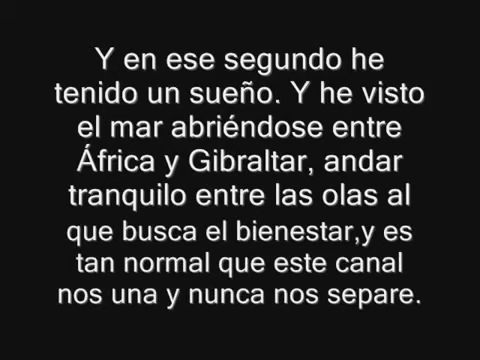 Y en ese segundo he
tenido un sueño. Y he visto
el mar abriéndose entre
África y Gibraltar, andar
tranquilo entre las olas al
que busca el bienestar,y es
tan normal que este canal
nos una y nunca nos separe.